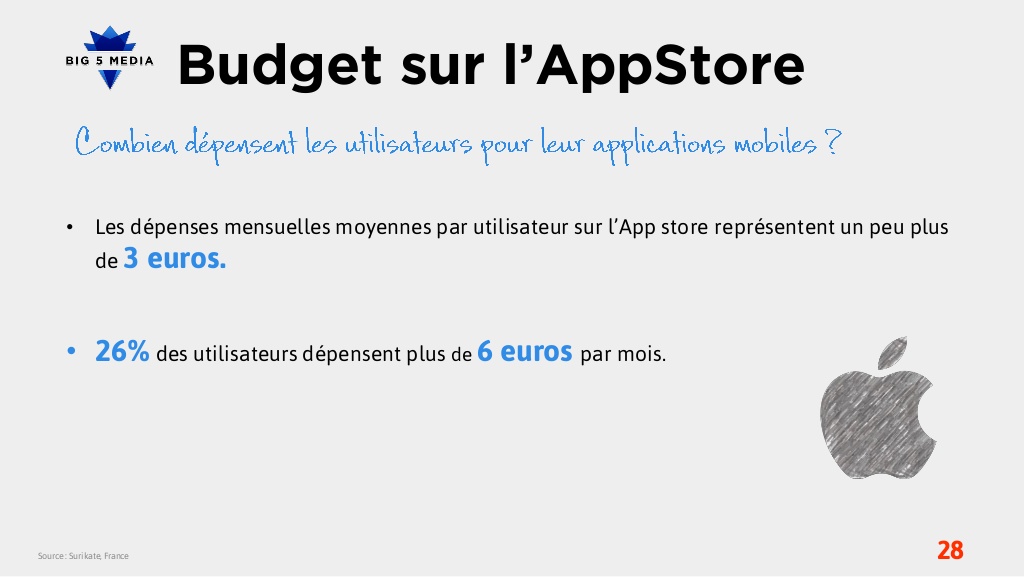 BIG 5 MEDIA
Budget sur l’AppStore
Combien dépensent les utilisateurs pour leur applications mobiles ?
• Les dépenses mensuelles moyennes par utilisateur sur l’App store représentent un peu plus
de 3 euros.
• 26% des utilisateurs dépensent plus de 6 euros par mois.
Source: Surikate, France
28